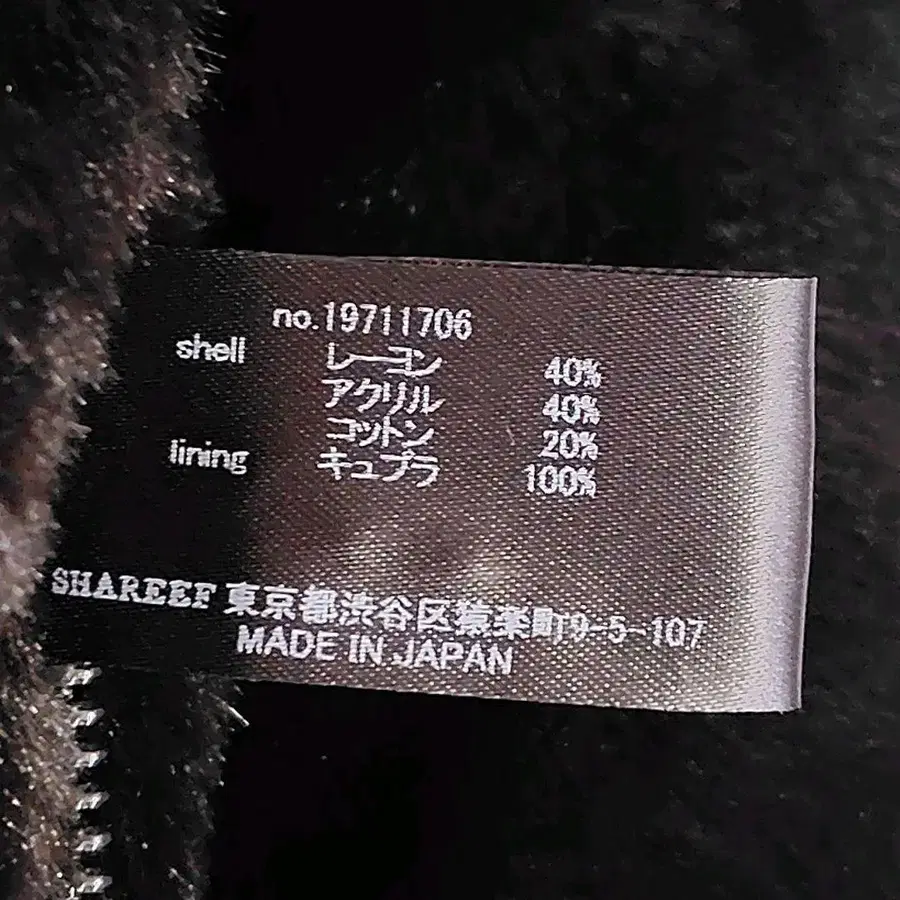 no.19711706
shell レーヨン 40%
アクリル 40%
コットン 20%
lining キュプラ 100%
SHAREEF 東京都渋谷区猿楽町9-5-107
MADE IN JAPAN